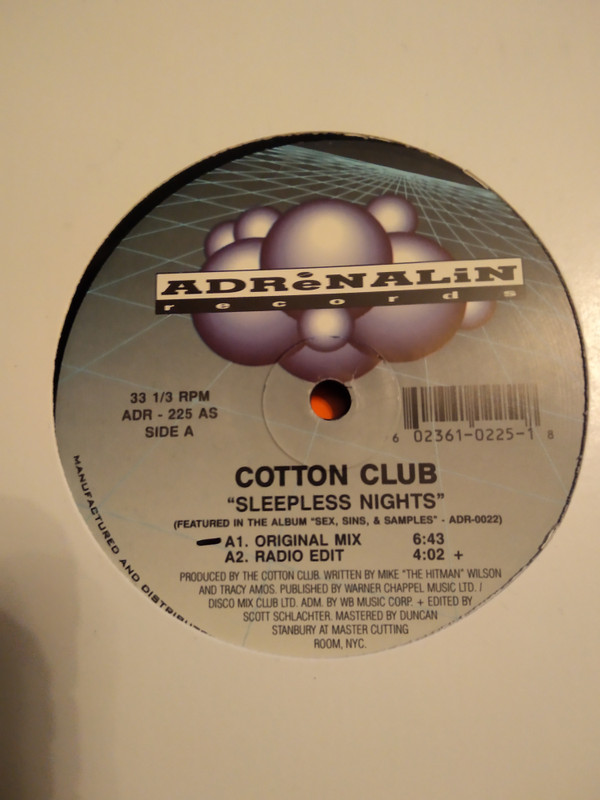 ADRéNALiN
records
33 1/3 RPM
ADR - 225 AS
SIDE A
6 02361-0225-1 8
COTTON CLUB
"SLEEPLESS NIGHTS"
(FEATURED IN THE ALBUM "SEX, SINS, & SAMPLES" - ADR-0022)
A1. ORIGINAL MIX 6:43
A2. RADIO EDIT 4:02 +
PRODUCED BY THE COTTON CLUB. WRITTEN BY MIKE "THE HITMAN" WILSON
AND TRACY AMOS. PUBLISHED BY WARNER CHAPPEL MUSIC LTD. /
DISCO MIX CLUB LTD. ADM. BY WB MUSIC CORP. + EDITED BY
SCOTT SCHLACHTER. MASTERED BY DUNCAN
STANBURY AT MASTER CUTTING
ROOM, NYC.
MANUFACTURED AND